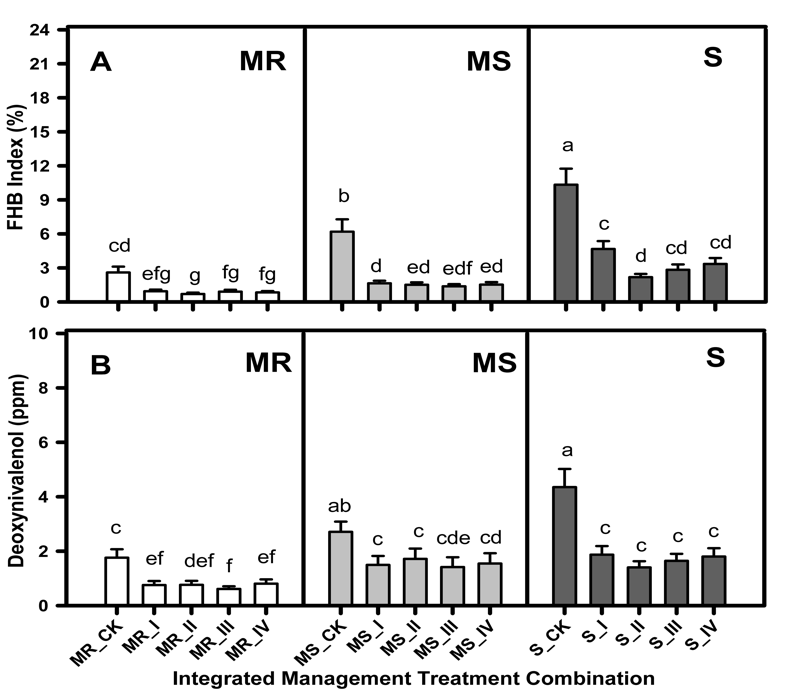 FHB Index (%)
24
21
18
15
12
9
6
3
0
A
MR
MS
S
cd
efg
g
fg
fg
b
d
ed
edf
ed
a
c
d
cd
cd
Deoxynivalenol (ppm)
10
8
6
4
2
0
B
MR
MS
S
c
ef
def
f
ef
ab
c
c
cde
cd
a
c
c
c
c
MR_CK
MR_I
MR_II
MR_III
MR_IV
MS_CK
MS_I
MS_II
MS_III
MS_IV
S_CK
S_I
S_II
S_III
S_IV
Integrated Management Treatment Combination